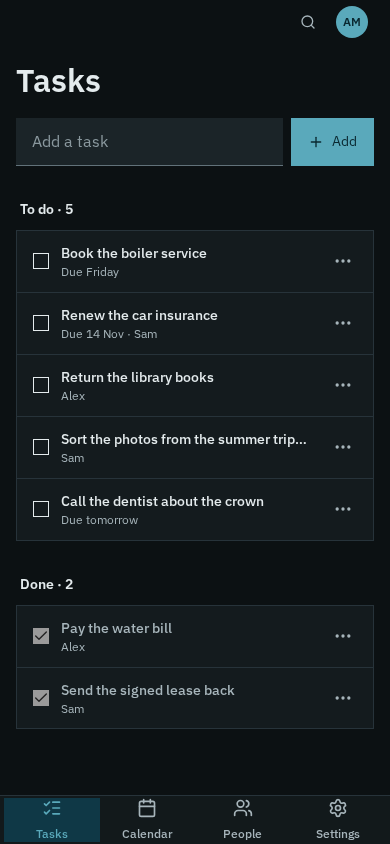 AM
Tasks
Add a task
Add
To do · 5
Book the boiler service
Due Friday
Renew the car insurance
Due 14 Nov · Sam
Return the library books
Alex
Sort the photos from the summer trip...
Sam
Call the dentist about the crown
Due tomorrow
Done · 2
Pay the water bill
Alex
Send the signed lease back
Sam
Tasks
Calendar
People
Settings